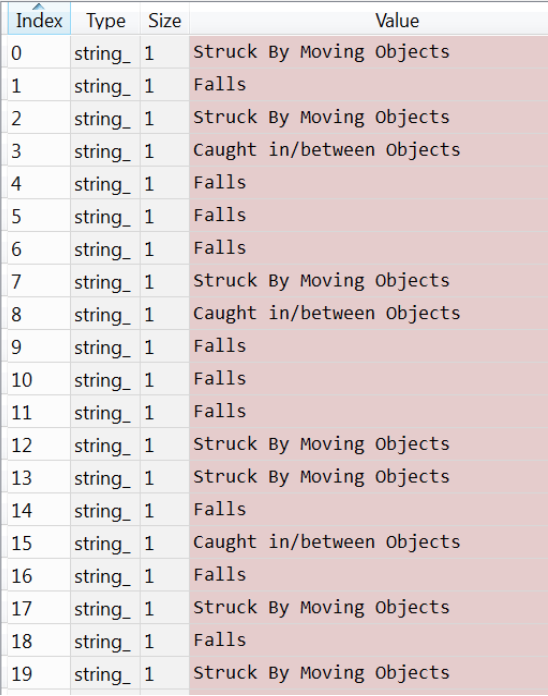 Index Type Size Value
0 string_ 1 Struck By Moving Objects
1 string_ 1 Falls
2 string_ 1 Struck By Moving Objects
3 string_ 1 Caught in/between Objects
4 string_ 1 Falls
5 string_ 1 Falls
6 string_ 1 Falls
7 string_ 1 Struck By Moving Objects
8 string_ 1 Caught in/between Objects
9 string_ 1 Falls
10 string_ 1 Falls
11 string_ 1 Falls
12 string_ 1 Struck By Moving Objects
13 string_ 1 Struck By Moving Objects
14 string_ 1 Falls
15 string_ 1 Caught in/between Objects
16 string_ 1 Falls
17 string_ 1 Struck By Moving Objects
18 string_ 1 Falls
19 string_ 1 Struck By Moving Objects